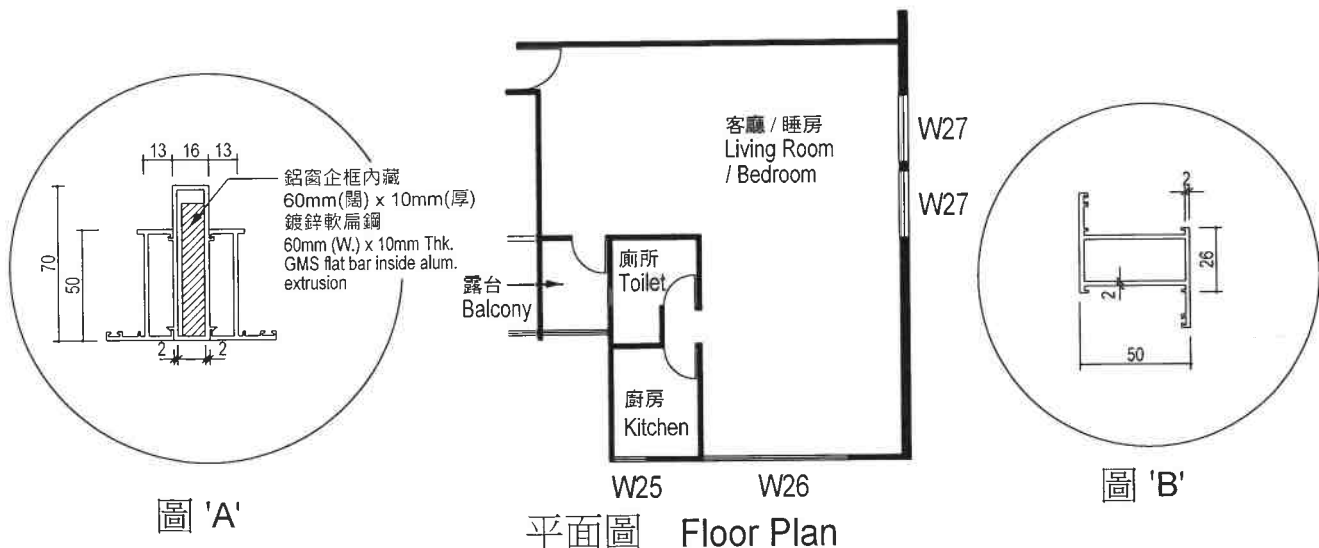 13 16 13
70
50
2 2
鋁窗企框內藏
60mm(闊) x 10mm(厚)
鍍鋅軟扁鋼
60mm (W.) x 10mm Thk.
GMS flat bar inside alum.
extrusion
圖 'A'
客廳 / 睡房
Living Room
/ Bedroom
W27
W27
廁所
Toilet
露台
Balcony
廚房
Kitchen
W25 W26
平面圖 Floor Plan
2
26
2
50
圖 'B'